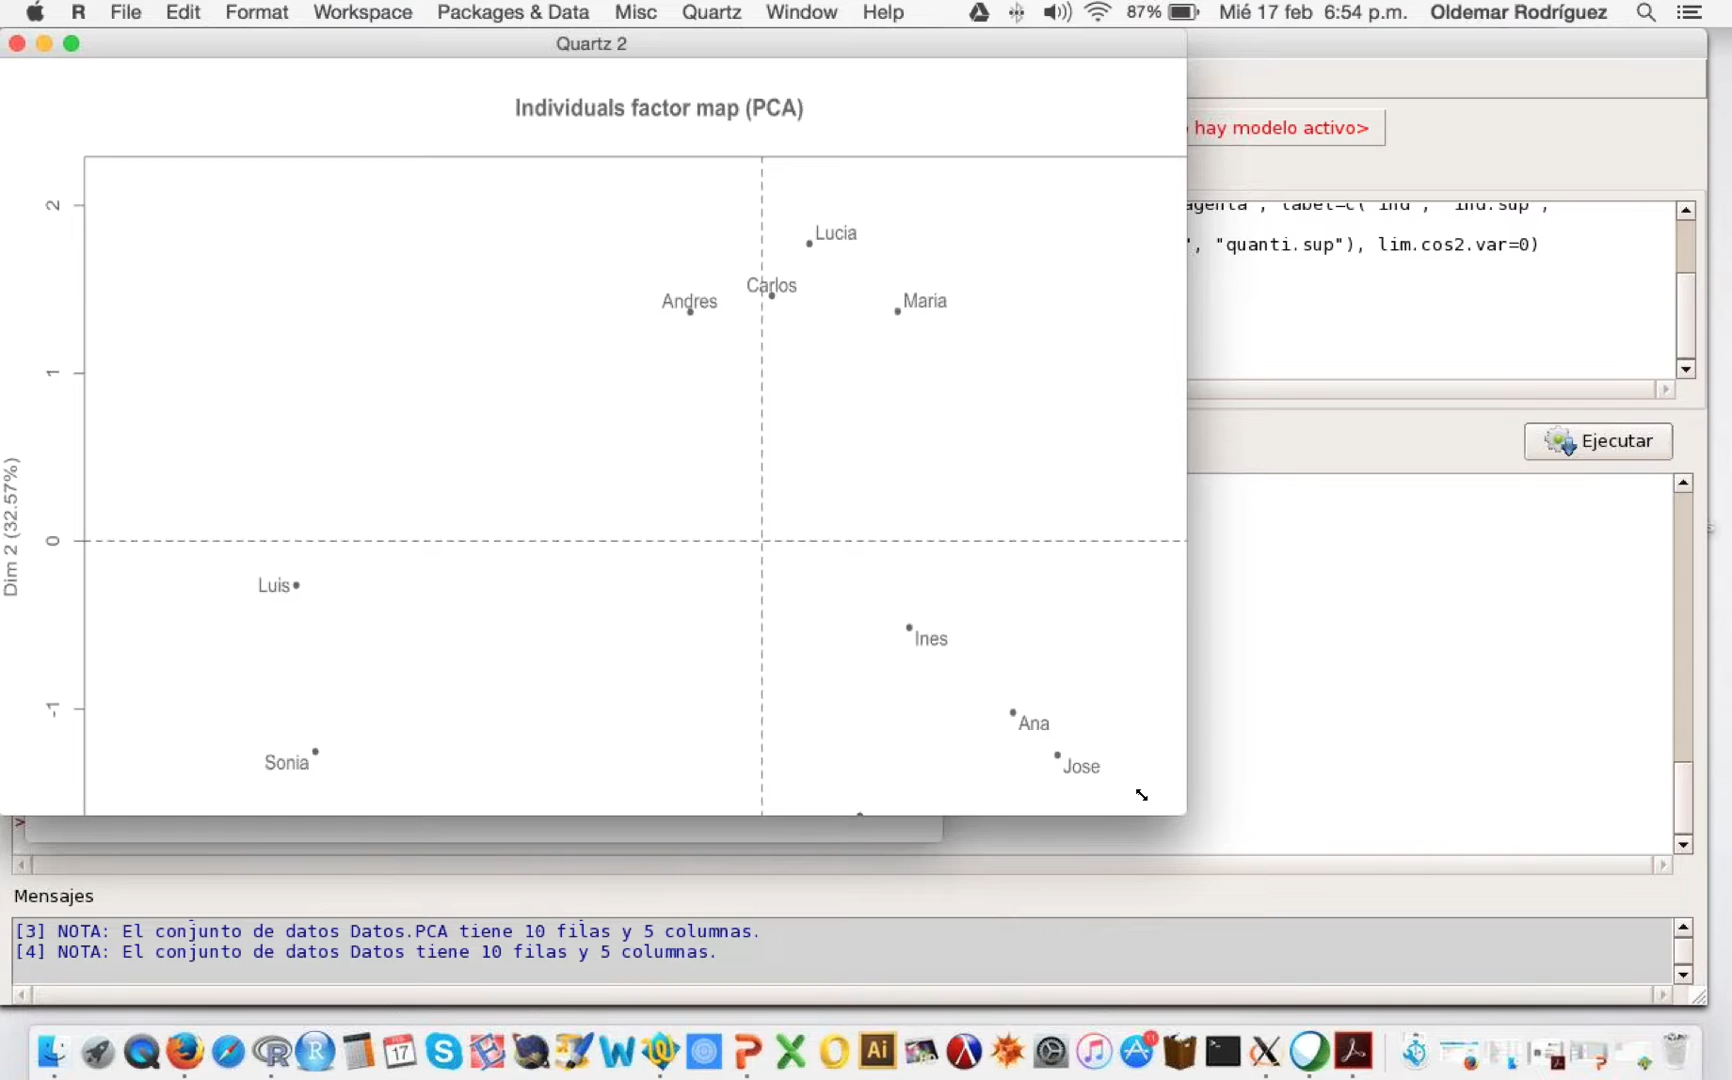 R File Edit Format Workspace Packages & Data Misc Quartz Window Help 87% Mié 17 feb 6:54 p.m. Oldemar Rodríguez
Quartz 2
Individuals factor map (PCA)
hay modelo activo>
"quanti.sup"), lim.cos2.var=0)
2
Lucia
Carlos
Andres
Maria
1
Ejecutar
Dim 2 (32.57%)
0
Luis
Ines
-1
Ana
Sonia
Jose
>
Mensajes
[3] NOTA: El conjunto de datos Datos.PCA tiene 10 filas y 5 columnas.
[4] NOTA: El conjunto de datos Datos tiene 10 filas y 5 columnas.
17
Ai